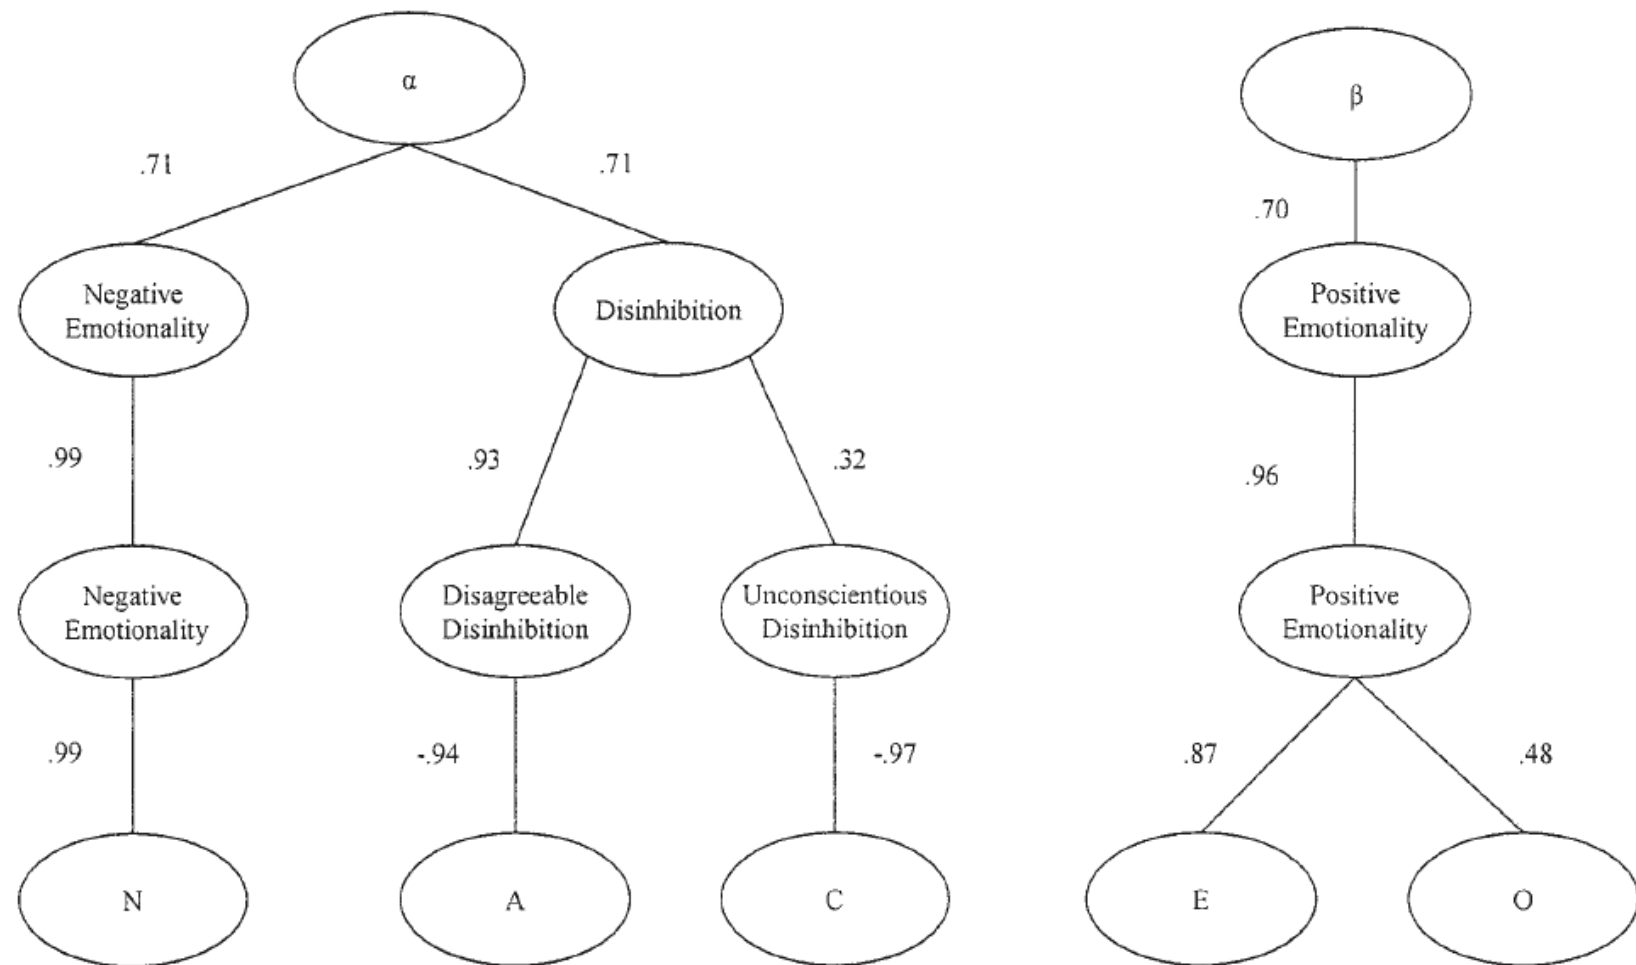 α
β
.71
.71
.70
Negative
Emotionality
Disinhibition
Positive
Emotionality
.99
.93
.32
.96
Negative
Emotionality
Disagreeable
Disinhibition
Unconscientious
Disinhibition
Positive
Emotionality
.99
-.94
-.97
.87
.48
N
A
C
E
O